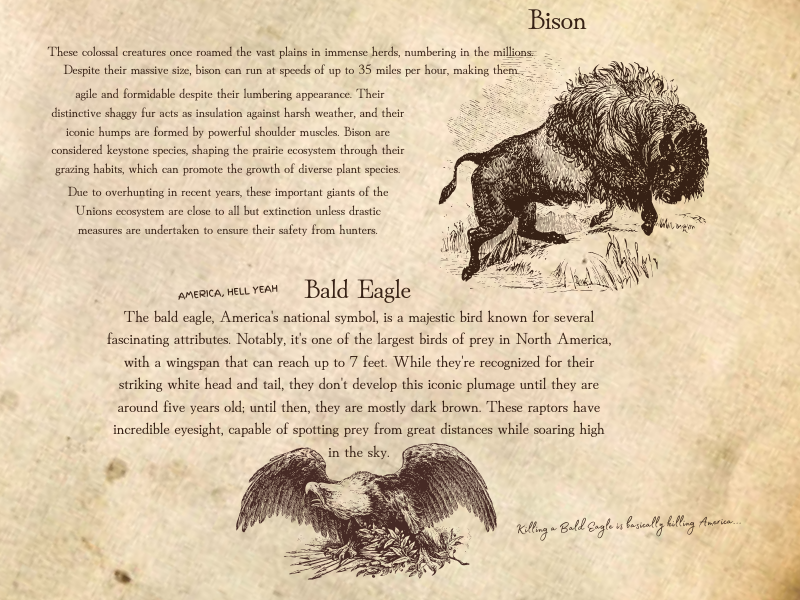 Bison
These colossal creatures once roamed the vast plains in immense herds, numbering in the millions.
Despite their massive size, bison can run at speeds of up to 35 miles per hour, making them
agile and formidable despite their lumbering appearance. Their
distinctive shaggy fur acts as insulation against harsh weather, and their
iconic humps are formed by powerful shoulder muscles. Bison are
considered keystone species, shaping the prairie ecosystem through their
grazing habits, which can promote the growth of diverse plant species.
Due to overhunting in recent years, these important giants of the
Unions ecosystem are close to all but extinction unless drastic
measures are undertaken to ensure their safety from hunters.
AMERICA, HELL YEAH
Bald Eagle
The bald eagle, America's national symbol, is a majestic bird known for several
fascinating attributes. Notably, it's one of the largest birds of prey in North America,
with a wingspan that can reach up to 7 feet. While they're recognized for their
striking white head and tail, they don't develop this iconic plumage until they are
around five years old; until then, they are mostly dark brown. These raptors have
incredible eyesight, capable of spotting prey from great distances while soaring high
in the sky.
Killing a Bald Eagle is basically killing America...